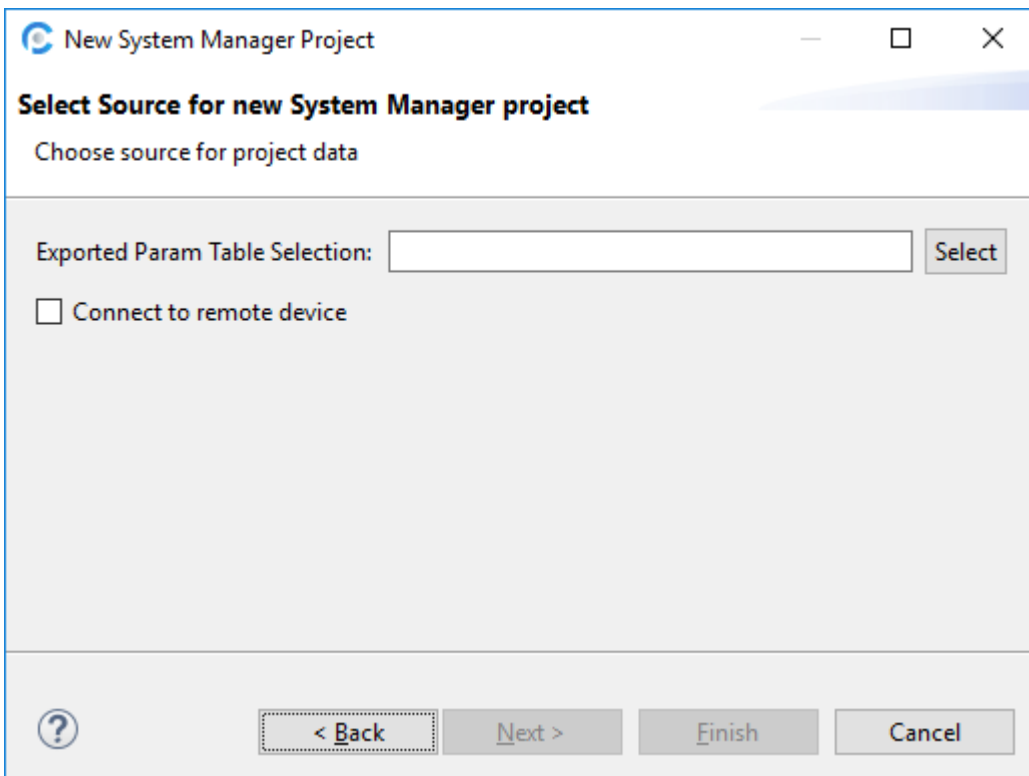 New System Manager Project
Select Source for new System Manager project
Choose source for project data
Exported Param Table Selection: Select
Connect to remote device
? < Back Next > Finish Cancel